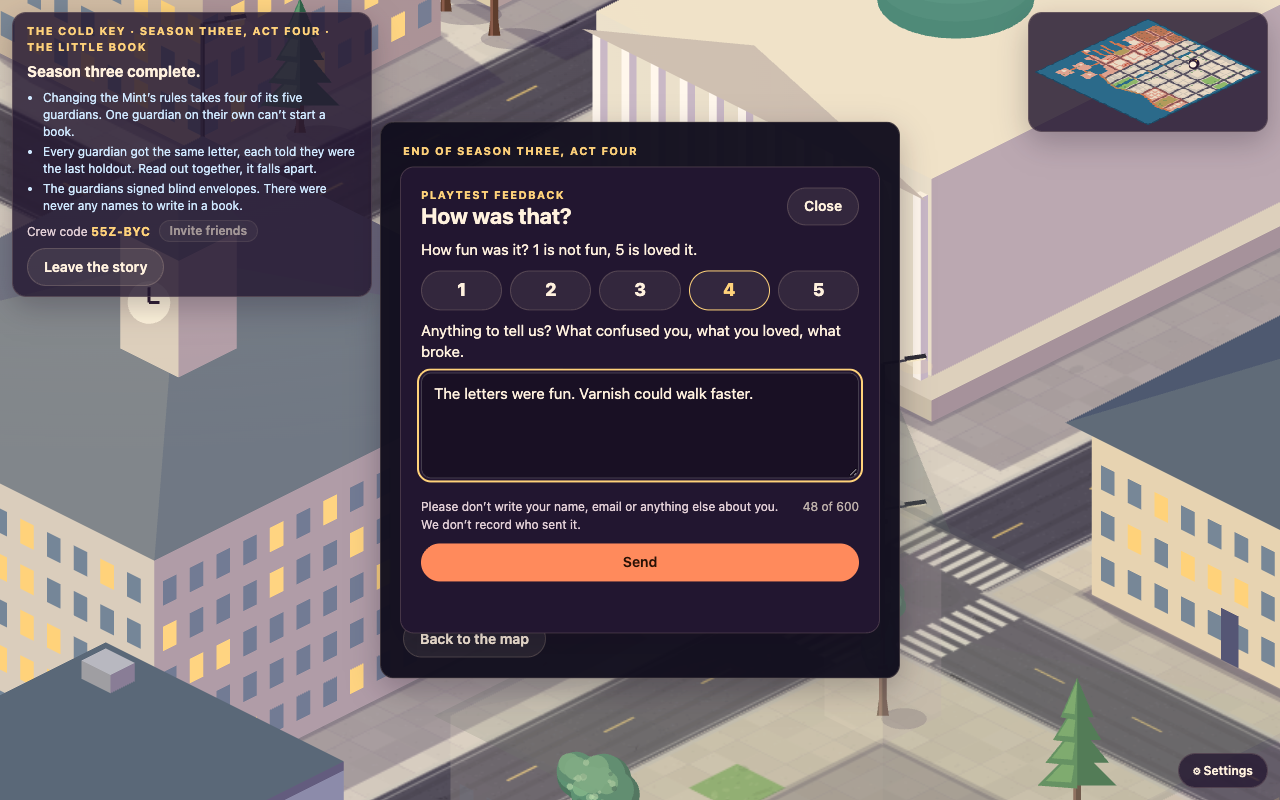 THE COLD KEY · SEASON THREE, ACT FOUR ·
THE LITTLE BOOK
Season three complete.
• Changing the Mint's rules takes four of its five
guardians. One guardian on their own can't start a
book.
• Every guardian got the same letter, each told they were
the last holdout. Read out together, it falls apart.
• The guardians signed blind envelopes. There were
never any names to write in a book.
Crew code 55Z-BYC Invite friends
Leave the story
END OF SEASON THREE, ACT FOUR
PLAYTEST FEEDBACK
How was that?
Close
How fun was it? 1 is not fun, 5 is loved it.
1 2 3 4 5
Anything to tell us? What confused you, what you loved, what
broke.
The letters were fun. Varnish could walk faster.
Please don't write your name, email or anything else about you.
We don't record who sent it.
48 of 600
Send
Back to the map
⚙ Settings